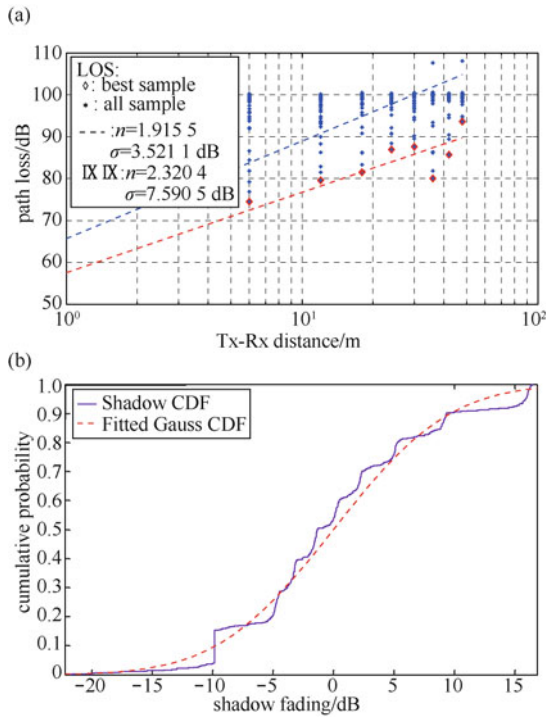 (a)
110
100
90
80
70
60
50
path loss/dB
LOS:
: best sample
: all sample
:n=1.915 5
σ=3.521 1 dB
IX IX:n=2.320 4
σ=7.590 5 dB
10⁰ 10¹ 10²
Tx-Rx distance/m
(b)
1.0
0.9
0.8
0.7
0.6
0.5
0.4
0.3
0.2
0.1
0
cumulative probability
Shadow CDF
Fitted Gauss CDF
−20 −15 −10 −5 0 5 10 15
shadow fading/dB